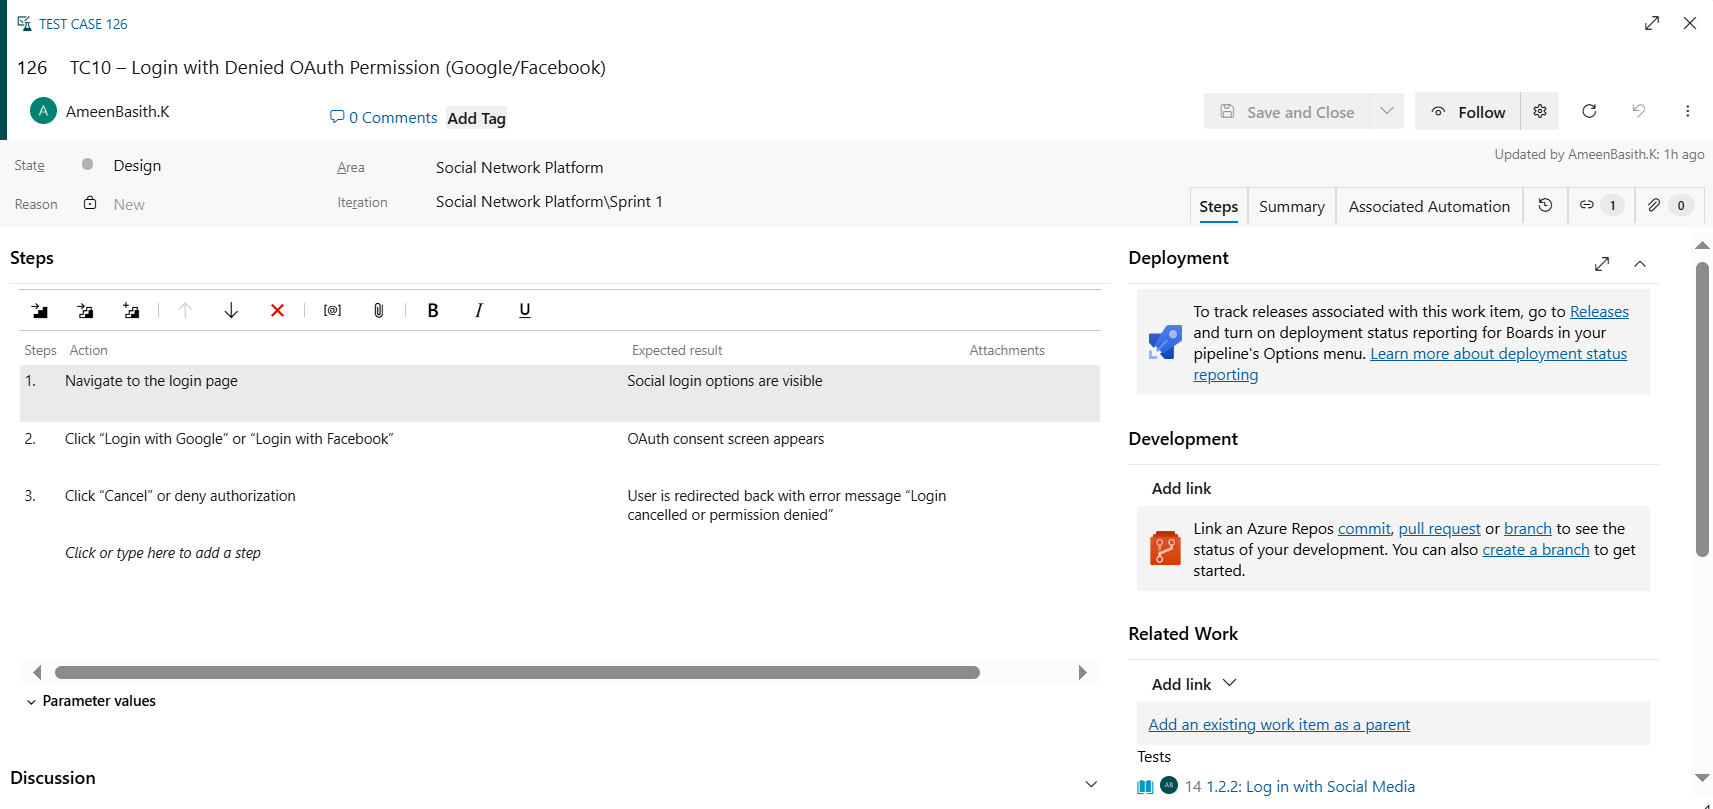 TEST CASE 126
126 TC10 – Login with Denied OAuth Permission (Google/Facebook)
A AmeenBasith.K
0 Comments Add Tag
Save and Close
Follow
State Design
Area Social Network Platform
Updated by AmeenBasith.K: 1h ago
Reason New
Iteration Social Network Platform\Sprint 1
Steps Summary Associated Automation 1 0
Steps
[@] B I U
Steps Action Expected result Attachments
1. Navigate to the login page Social login options are visible
2. Click “Login with Google” or “Login with Facebook” OAuth consent screen appears
3. Click “Cancel” or deny authorization User is redirected back with error message “Login
cancelled or permission denied”
Click or type here to add a step
Parameter values
Discussion
Deployment
To track releases associated with this work item, go to Releases
and turn on deployment status reporting for Boards in your
pipeline's Options menu. Learn more about deployment status
reporting
Development
Add link
Link an Azure Repos commit, pull request or branch to see the
status of your development. You can also create a branch to get
started.
Related Work
Add link
Add an existing work item as a parent
Tests
AB 14 1.2.2: Log in with Social Media